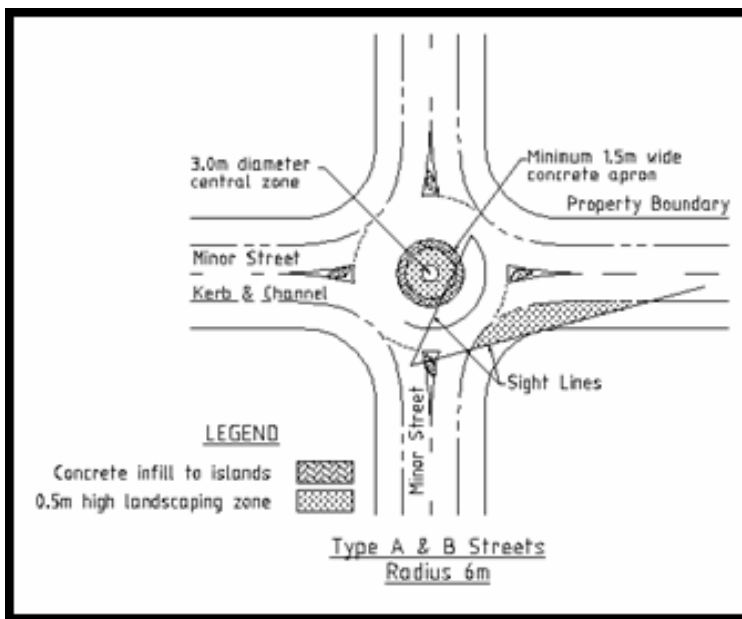 3.0m diameter
central zone
Minimum 1.5m wide
concrete apron
Property Boundary
Minor Street
Kerb & Channel
Sight Lines
Minor Street
LEGEND
Concrete infill to islands
0.5m high landscaping zone
Type A & B Streets
Radius 6m